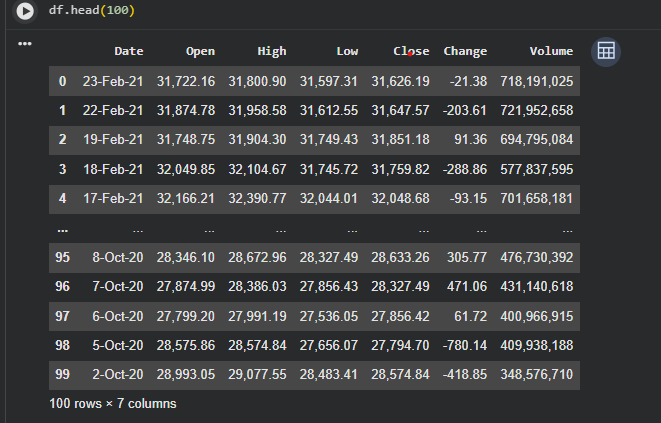 df.head(100)
Date Open High Low Close Change Volume
0 23-Feb-21 31,722.16 31,800.90 31,597.31 31,626.19 -21.38 718,191,025
1 22-Feb-21 31,874.78 31,958.58 31,612.55 31,647.57 -203.61 721,952,658
2 19-Feb-21 31,748.75 31,904.30 31,749.43 31,851.18 91.36 694,795,084
3 18-Feb-21 32,049.85 32,104.67 31,745.72 31,759.82 -288.86 577,837,595
4 17-Feb-21 32,166.21 32,390.77 32,044.01 32,048.68 -93.15 701,658,181
... ... ... ... ... ... ... ...
95 8-Oct-20 28,346.10 28,672.96 28,327.49 28,633.26 305.77 476,730,392
96 7-Oct-20 27,874.99 28,386.03 27,856.43 28,327.49 471.06 431,140,618
97 6-Oct-20 27,799.20 27,991.19 27,536.05 27,856.42 61.72 400,966,915
98 5-Oct-20 28,575.86 28,574.84 27,656.07 27,794.70 -780.14 409,938,188
99 2-Oct-20 28,993.05 29,077.55 28,483.41 28,574.84 -418.85 348,576,710
100 rows × 7 columns